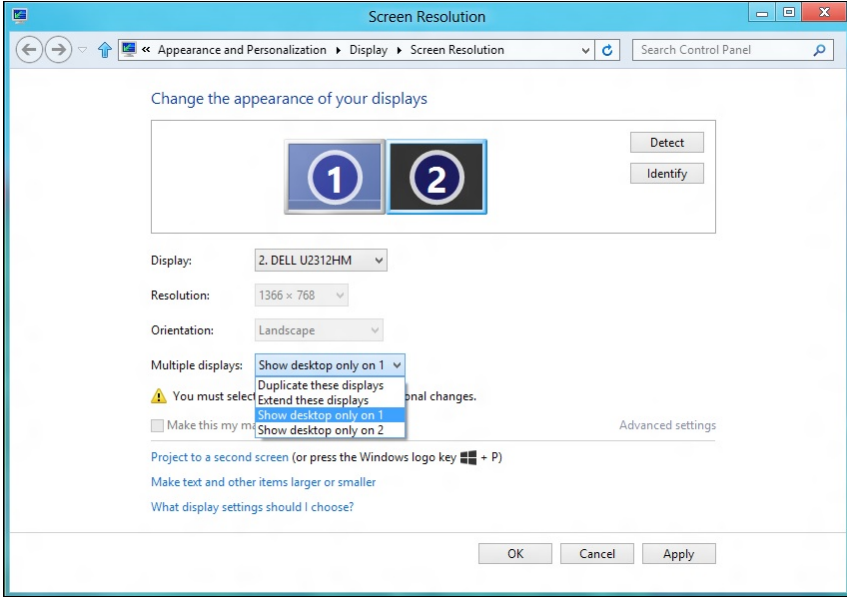 Screen Resolution
« Appearance and Personalization Display Screen Resolution
Search Control Panel
Change the appearance of your displays
1 2
Detect
Identify
Display: 2. DELL U2312HM
Resolution: 1366 × 768
Orientation: Landscape
Multiple displays: Show desktop only on 1
Duplicate these displays
You must select onal changes.
Extend these displays
Show desktop only on 1
Make this my Advanced settings
Show desktop only on 2
Project to a second screen (or press the Windows logo key + P)
Make text and other items larger or smaller
What display settings should I choose?
OK Cancel Apply